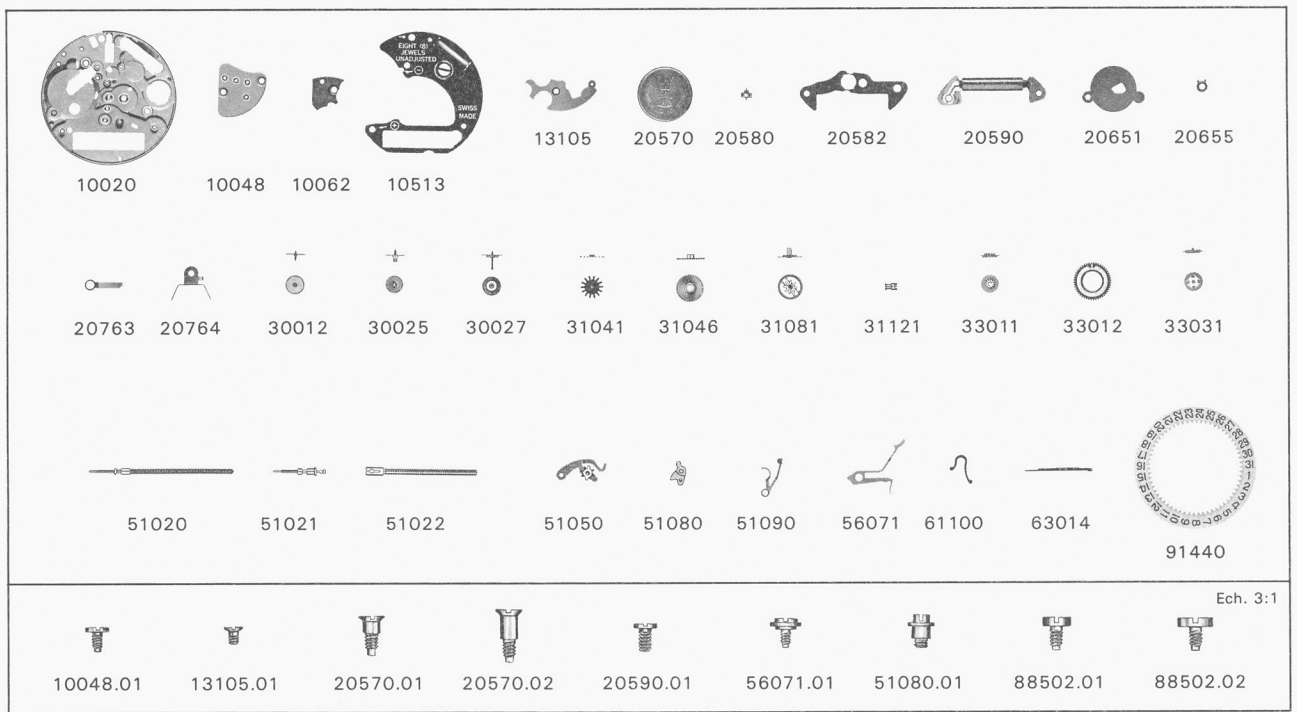 EIGHT (8)
JEWELS
UNADJUSTED
SWISS
MADE
13105 20570 20580 20582 20590 20651 20655
10020 10048 10062 10513
20763 20764 30012 30025 30027 31041 31046 31081 31121 33011 33012 33031
51020 51021 51022 51050 51080 51090 56071 61100 63014
91440
Ech. 3:1
10048.01 13105.01 20570.01 20570.02 20590.01 56071.01 51080.01 88502.01 88502.02